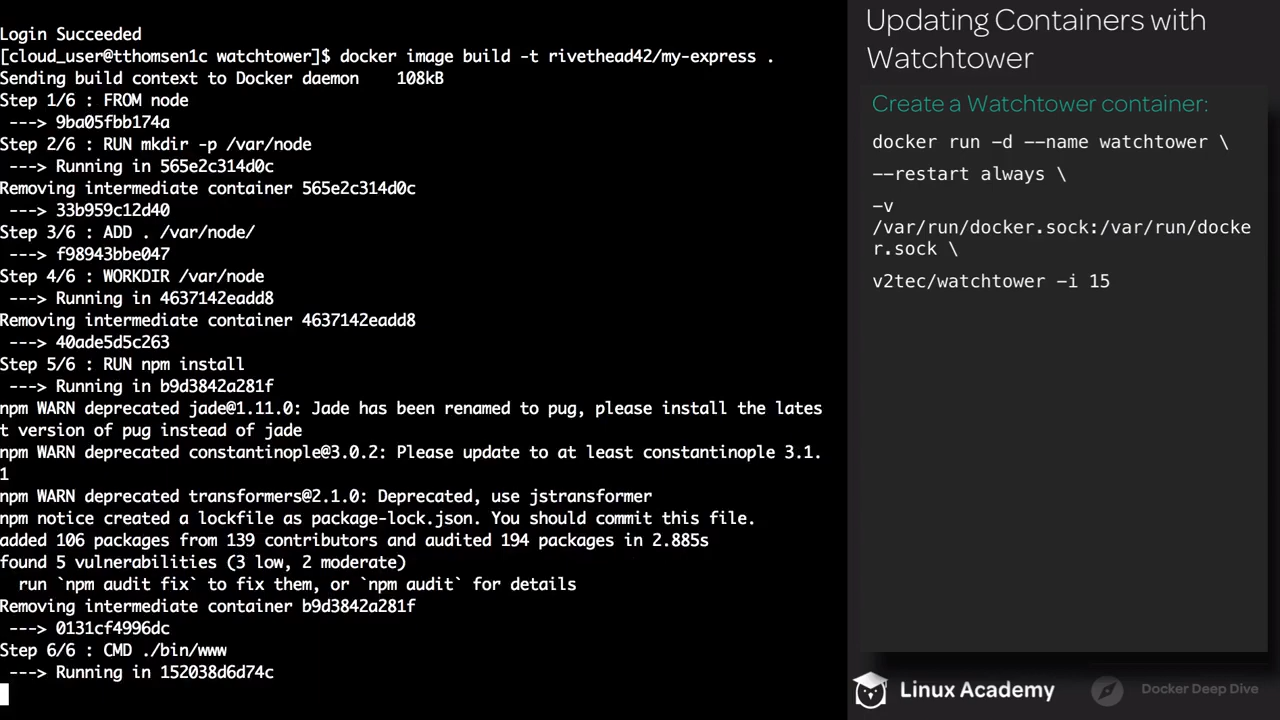 Login Succeeded
[cloud_user@tthomsen1c watchtower]$ docker image build -t rivethead42/my-express .
Sending build context to Docker daemon    108kB
Step 1/6 : FROM node
 ---> 9ba05fbb174a
Step 2/6 : RUN mkdir -p /var/node
 ---> Running in 565e2c314d0c
Removing intermediate container 565e2c314d0c
 ---> 33b959c12d40
Step 3/6 : ADD . /var/node/
 ---> f98943bbe047
Step 4/6 : WORKDIR /var/node
 ---> Running in 4637142eadd8
Removing intermediate container 4637142eadd8
 ---> 40ade5d5c263
Step 5/6 : RUN npm install
 ---> Running in b9d3842a281f
npm WARN deprecated jade@1.11.0: Jade has been renamed to pug, please install the lates
t version of pug instead of jade
npm WARN deprecated constantinople@3.0.2: Please update to at least constantinople 3.1.
1
npm WARN deprecated transformers@2.1.0: Deprecated, use jstransformer
npm notice created a lockfile as package-lock.json. You should commit this file.
added 106 packages from 139 contributors and audited 194 packages in 2.885s
found 5 vulnerabilities (3 low, 2 moderate)
  run `npm audit fix` to fix them, or `npm audit` for details
Removing intermediate container b9d3842a281f
 ---> 0131cf4996dc
Step 6/6 : CMD ./bin/www
 ---> Running in 152038d6d74c
Updating Containers with
Watchtower
Create a Watchtower container:
docker run -d --name watchtower \
--restart always \
-v
/var/run/docker.sock:/var/run/docke
r.sock \
v2tec/watchtower -i 15
Linux Academy
Docker Deep Dive